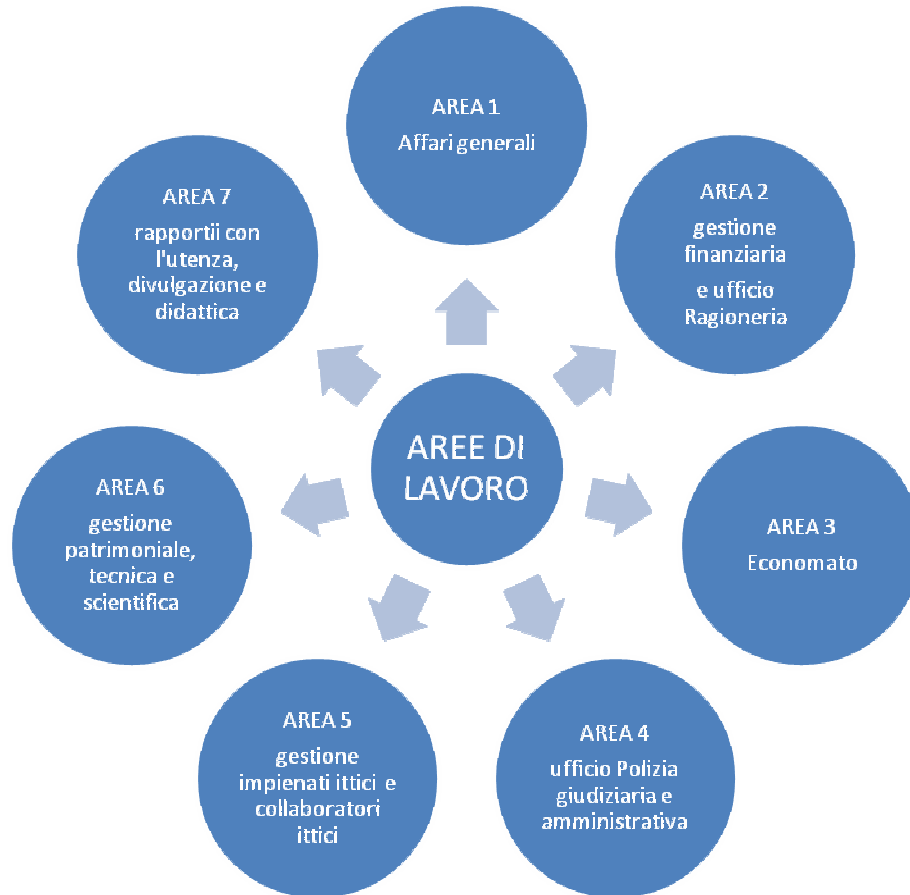 AREA 1
Affari generali
AREA 2
gestione
finanziaria
e ufficio
Ragioneria
AREA 3
Economato
AREA 4
ufficio Polizia
giudiziaria e
amministrativa
AREA 5
gestione
impienati ittici e
collaboratori
ittici
AREA 6
gestione
patrimoniale,
tecnica e
scientifica
AREA 7
rapportii con
l'utenza,
divulgazione e
didattica
AREE DI
LAVORO